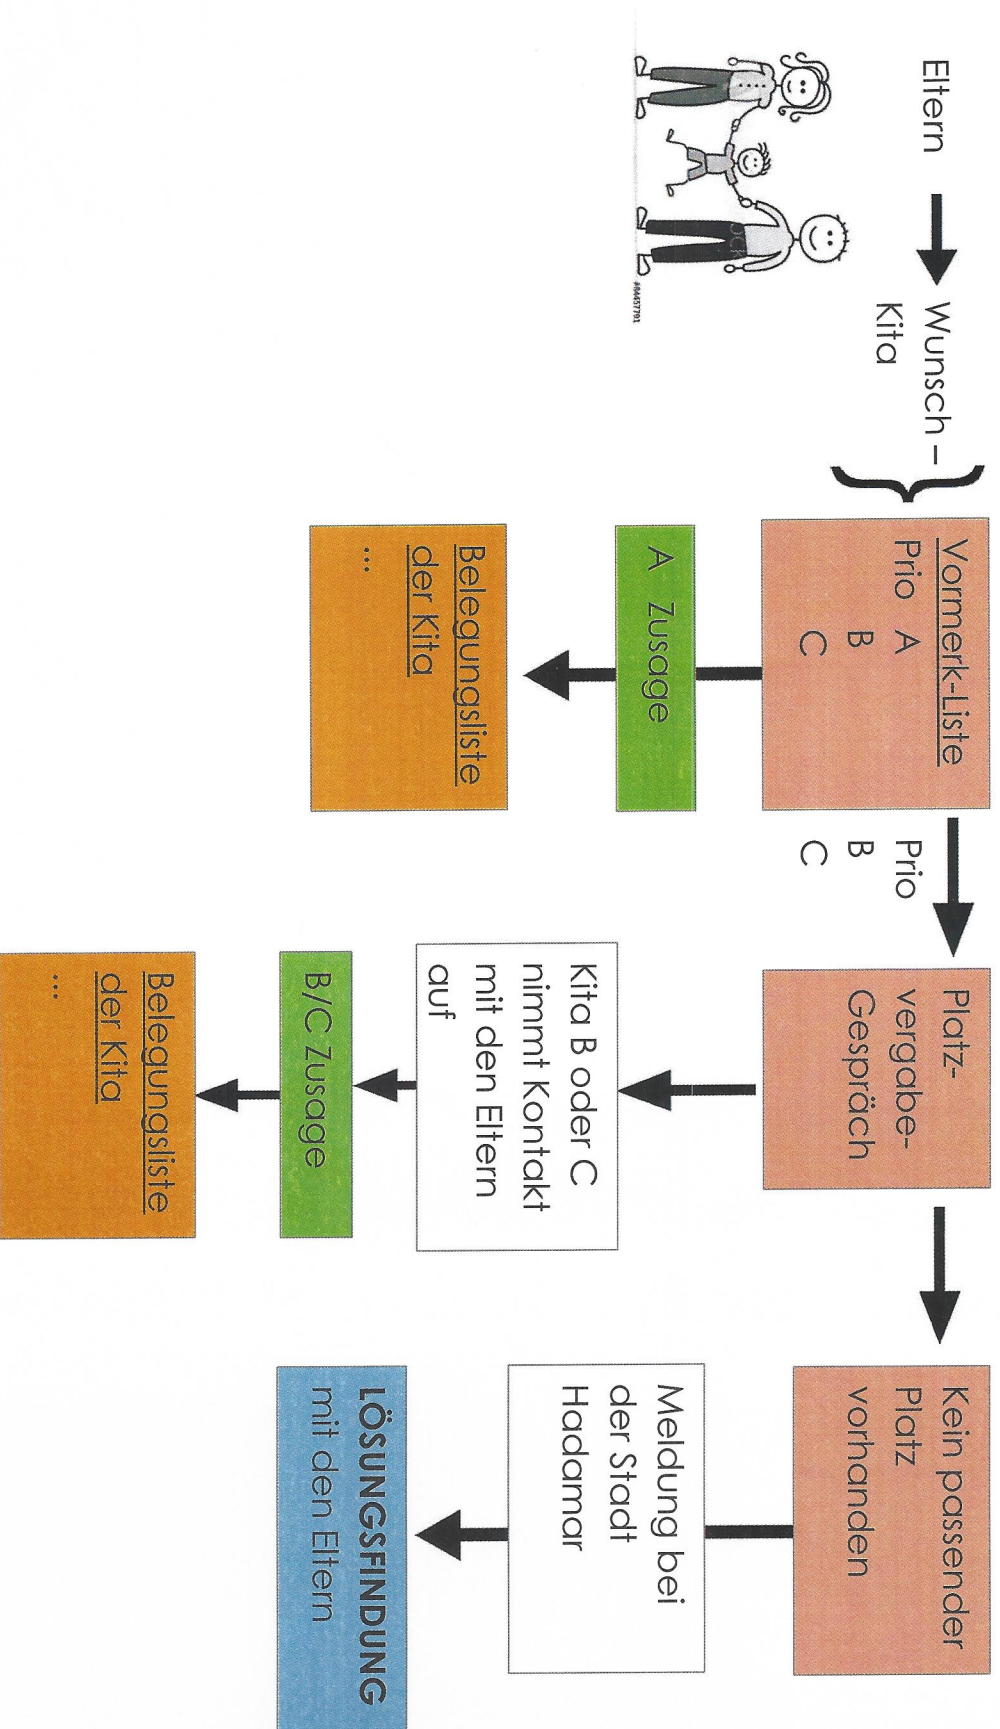 Eltern
Wunsch –
Kita
Vormerk-Liste
Prio A
B
C
A Zusage
Belegungsliste
der Kita
...
Prio
B
C
Platz-
vergabe-
Gespräch
Kita B oder C
nimmt Kontakt
mit den Eltern
auf
B/C Zusage
Belegungsliste
der Kita
...
Kein passender
Platz
vorhanden
Meldung bei
der Stadt
Hadamar
LÖSUNGSFINDUNG
mit den Eltern
OCK
#84457791